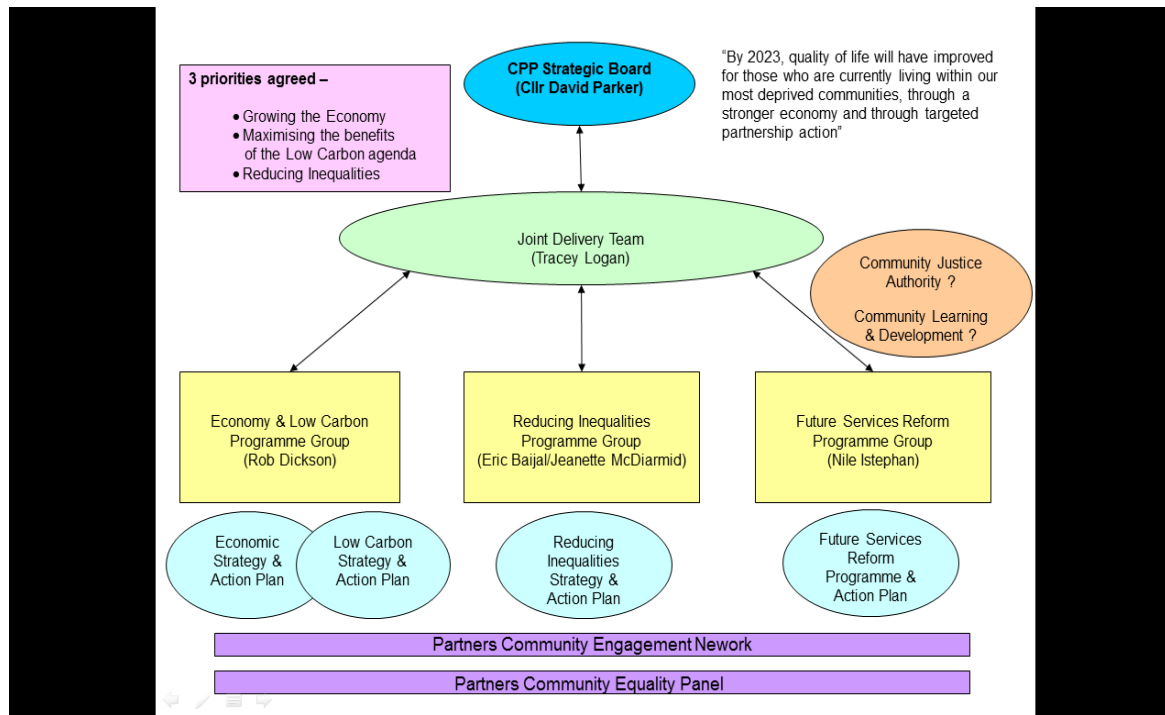 3 priorities agreed –
• Growing the Economy
• Maximising the benefits
of the Low Carbon agenda
• Reducing Inequalities
CPP Strategic Board
(Cllr David Parker)
“By 2023, quality of life will have improved
for those who are currently living within our
most deprived communities, through a
stronger economy and through targeted
partnership action”
Joint Delivery Team
(Tracey Logan)
Community Justice
Authority ?
Community Learning
& Development ?
Economy & Low Carbon
Programme Group
(Rob Dickson)
Reducing Inequalities
Programme Group
(Eric Baijal/Jeanette McDiarmid)
Future Services Reform
Programme Group
(Nile Istephan)
Economic
Strategy &
Action Plan
Low Carbon
Strategy &
Action Plan
Reducing
Inequalities
Strategy &
Action Plan
Future Services
Reform
Programme &
Action Plan
Partners Community Engagement Nework
Partners Community Equality Panel